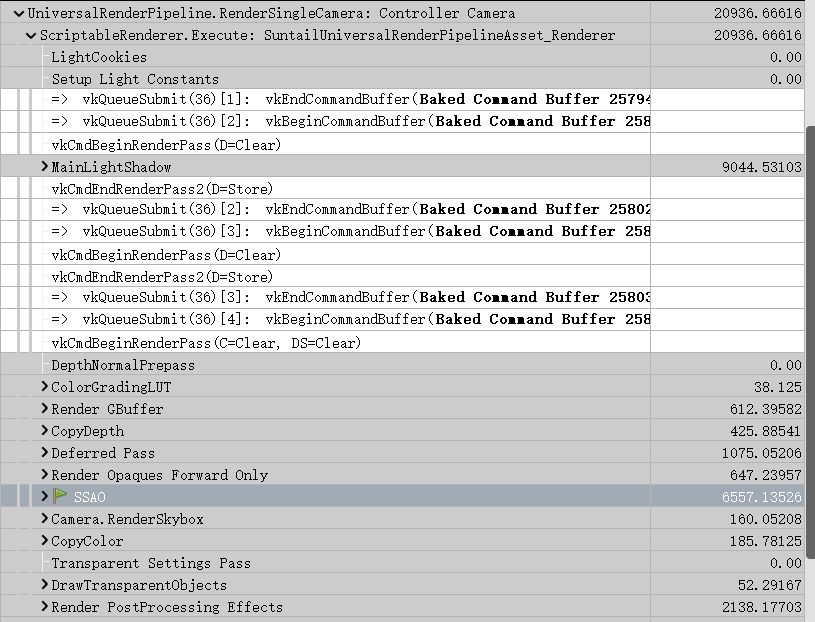 UniversalRenderPipeline.RenderSingleCamera: Controller Camera 20936.66616
ScriptableRenderer.Execute: SuntailUniversalRenderPipelineAsset_Renderer 20936.66616
LightCookies 0.00
Setup Light Constants 0.00
=> vkQueueSubmit(36)[1]: vkEndCommandBuffer(Baked Command Buffer 25794
=> vkQueueSubmit(36)[2]: vkBeginCommandBuffer(Baked Command Buffer 258
vkCmdBeginRenderPass(D=Clear)
MainLightShadow 9044.53103
vkCmdEndRenderPass2(D=Store)
=> vkQueueSubmit(36)[2]: vkEndCommandBuffer(Baked Command Buffer 25802
=> vkQueueSubmit(36)[3]: vkBeginCommandBuffer(Baked Command Buffer 258
vkCmdBeginRenderPass(D=Clear)
vkCmdEndRenderPass2(D=Store)
=> vkQueueSubmit(36)[3]: vkEndCommandBuffer(Baked Command Buffer 25803
=> vkQueueSubmit(36)[4]: vkBeginCommandBuffer(Baked Command Buffer 258
vkCmdBeginRenderPass(C=Clear, DS=Clear)
DepthNormalPrepass 0.00
ColorGradingLUT 38.125
Render GBuffer 612.39582
CopyDepth 425.88541
Deferred Pass 1075.05206
Render Opaques Forward Only 647.23957
SSAO 6557.13526
Camera.RenderSkybox 160.05208
CopyColor 185.78125
Transparent Settings Pass 0.00
DrawTransparentObjects 52.29167
Render PostProcessing Effects 2138.17703